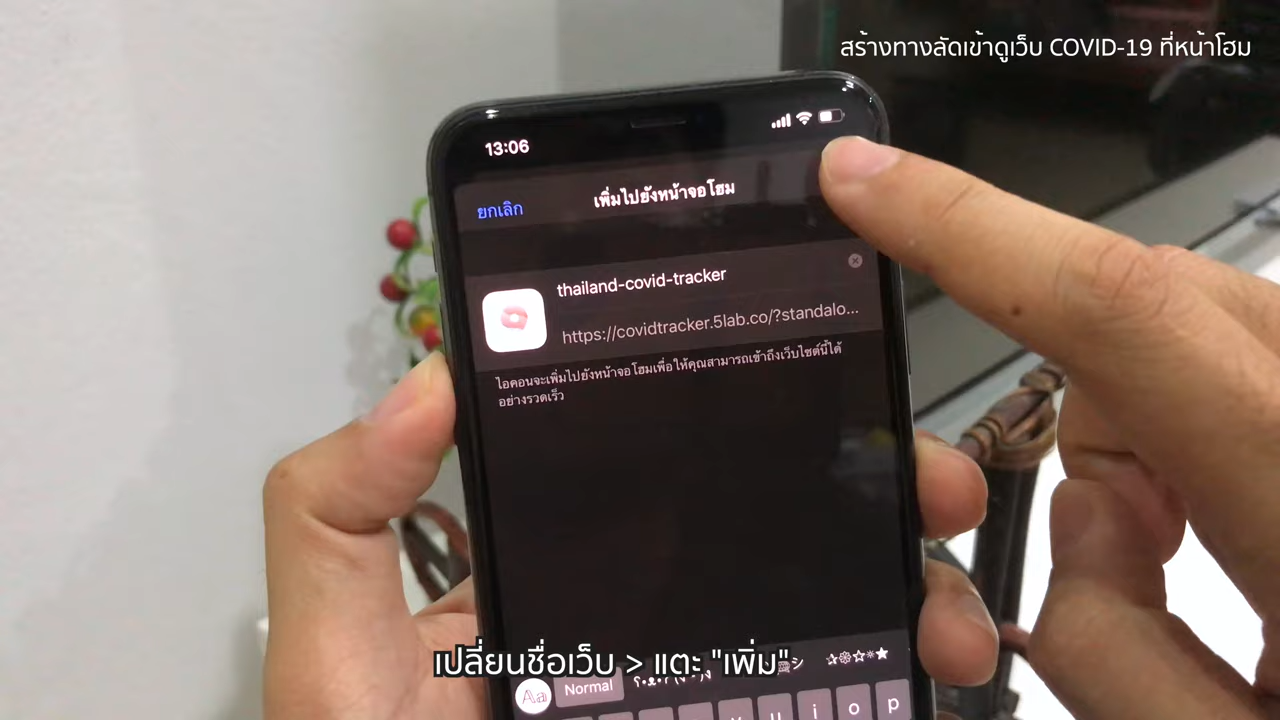 สร้างทางลัดเข้าดูเว็บ COVID-19 ที่หน้าโฮม
13:06
ยกเลิก
เพิ่มไปยังหน้าจอโฮม
thailand-covid-tracker
https://covidtracker.5lab.co/?standalo...
ไอคอนจะเพิ่มไปยังหน้าจอโฮมเพื่อให้คุณสามารถเข้าถึงเว็บไซต์นี้ได้
อย่างรวดเร็ว
เปลี่ยนชื่อเว็บ > แตะ "เพิ่ม"
Aa
Normal
u i o p